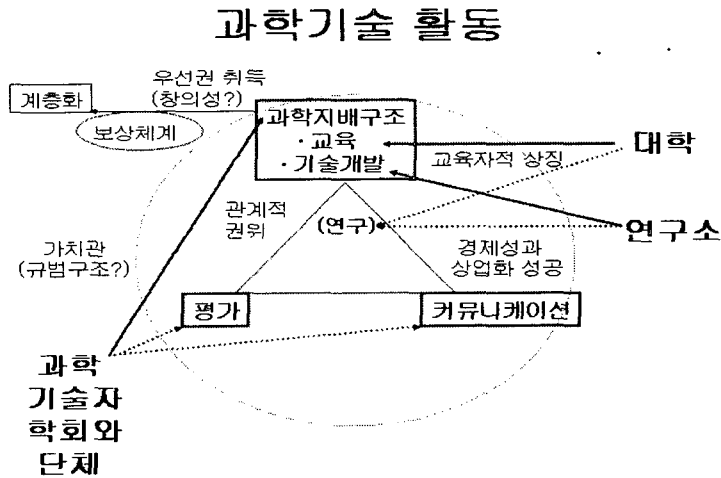 과학기술 활동
우선권 취득
(창의성?)
계층화
보상체계
과학지배구조
· 교육
· 기술개발
대학
교육자적 상징
관계적
권위
(연구)
연구소
가치관
(규범구조?)
경제성과
상업화 성공
평가
커뮤니케이션
과학
기술자
학회와
단체